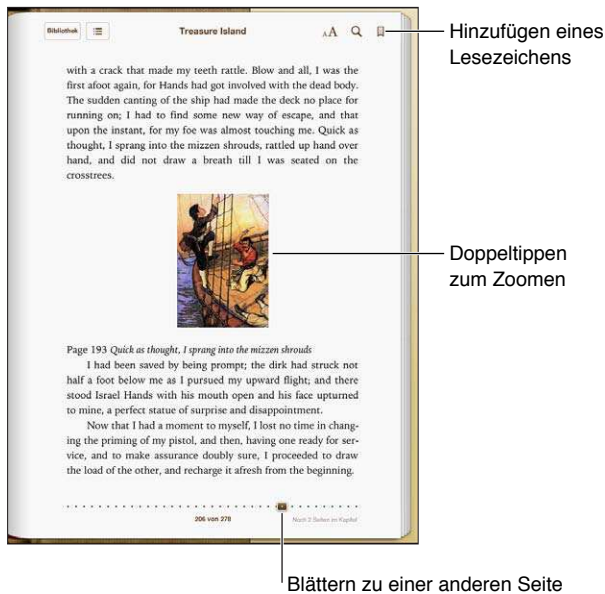 Bibliothek
Treasure Island
AA
Hinzufügen eines
Lesezeichens
with a crack that made my teeth rattle. Blow and all, I was the
first afoot again, for Hands had got involved with the dead body.
The sudden canting of the ship had made the deck no place for
running on; I had to find some new way of escape, and that
upon the instant, for my foe was almost touching me. Quick as
thought, I sprang into the mizzen shrouds, rattled up hand over
hand, and did not draw a breath till I was seated on the
crosstrees.
Doppeltippen
zum Zoomen
Page 193 Quick as thought, I sprang into the mizzen shrouds
I had been saved by being prompt; the dirk had struck not
half a foot below me as I pursued my upward flight; and there
stood Israel Hands with his mouth open and his face upturned
to mine, a perfect statue of surprise and disappointment.
Now that I had a moment to myself, I lost no time in chang-
ing the priming of my pistol, and then, having one ready for ser-
vice, and to make assurance doubly sure, I proceeded to draw
the load of the other, and recharge it afresh from the beginning.
206 von 278
Noch 2 Seiten im Kapitel
Blättern zu einer anderen Seite